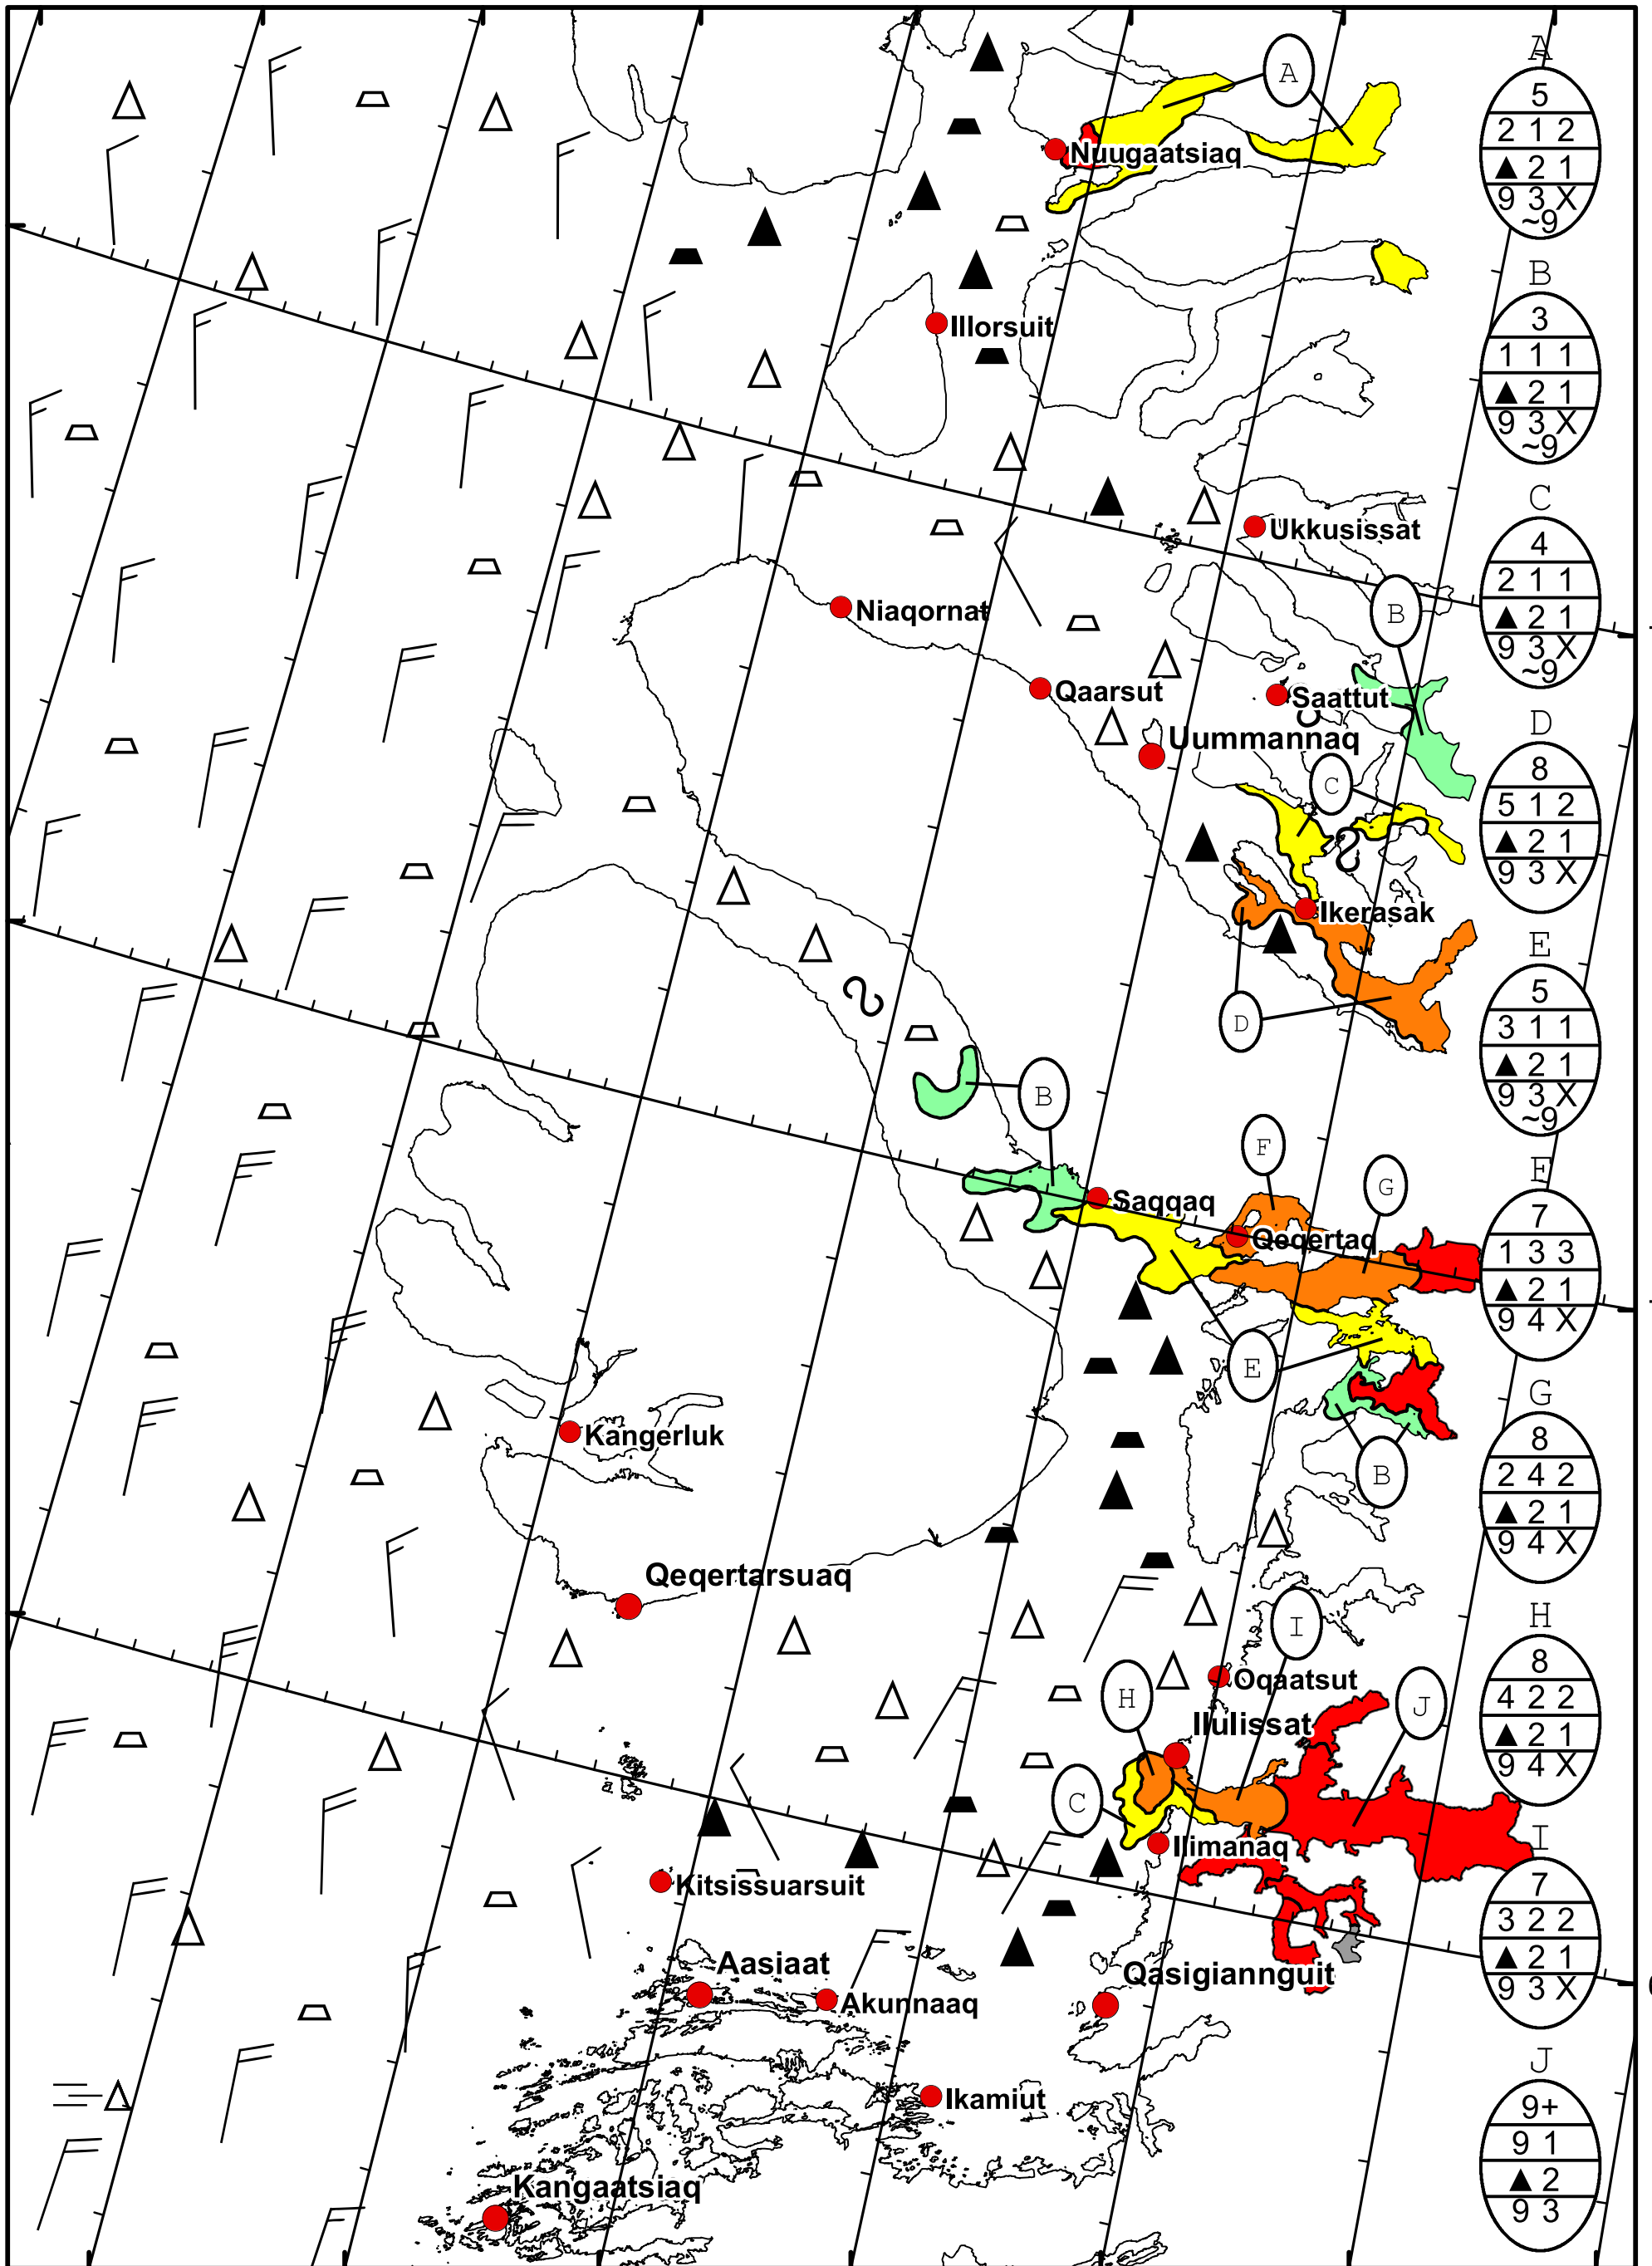 A
5
2 1 2
▲ 2 1
9 3 X
~9
A
Nuugaatsiaq
B
3
1 1 1
▲ 2 1
9 3 X
~9
Illorsuit
C
4
2 1 1
▲ 2 1
9 3 X
~9
Ukkusissat
Niaqornat
B
Qaarsut
Saattut
Uummannaq
D
8
5 1 2
▲ 2 1
9 3 X
C
Ikerasak
E
5
3 1 1
▲ 2 1
9 3 X
~9
D
B
F
G
Saqqaq
Qeqertaq
F
7
1 3 3
▲ 2 1
9 4 X
E
Kangerluk
B
G
8
2 4 2
▲ 2 1
9 4 X
Qeqertarsuaq
I
H
8
4 2 2
▲ 2 1
9 4 X
Oqaatsut
H
J
Ilulissat
C
Ilimanaq
Kitsissuarsuit
I
7
3 2 2
▲ 2 1
9 3 X
Aasiaat
Qasigiannguit
Akunnaaq
Ikamiut
Kangaatsiaq
J
9+
9 1
▲ 2
9 3